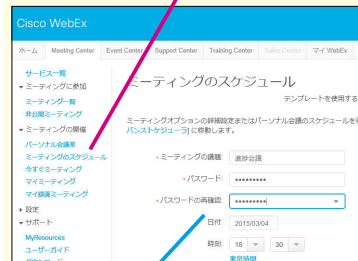 Cisco WebEx
ホーム Meeting Center Event Center Support Center Training Center Sales Center マイ WebEx
サービス一覧
ミーティングに参加
ミーティング一覧
非公開ミーティング
ミーティングの開催
パーソナル会議室
ミーティングのスケジュール
今すぐミーティング
マイミーティング
マイ録画ミーティング
設定
サポート
MyResources
ユーザーガイド
ミーティングのスケジュール
テンプレートを使用する
ミーティングオプションの詳細設定またはパーソナル会議のスケジュールを
バンストスケジューラ] に移動します。
ミーティングの議題: 進捗会議
パスワード: •••••••••
パスワードの再確認: •••••••••
日付: 2015/03/04
時刻: 18 30
東京時間